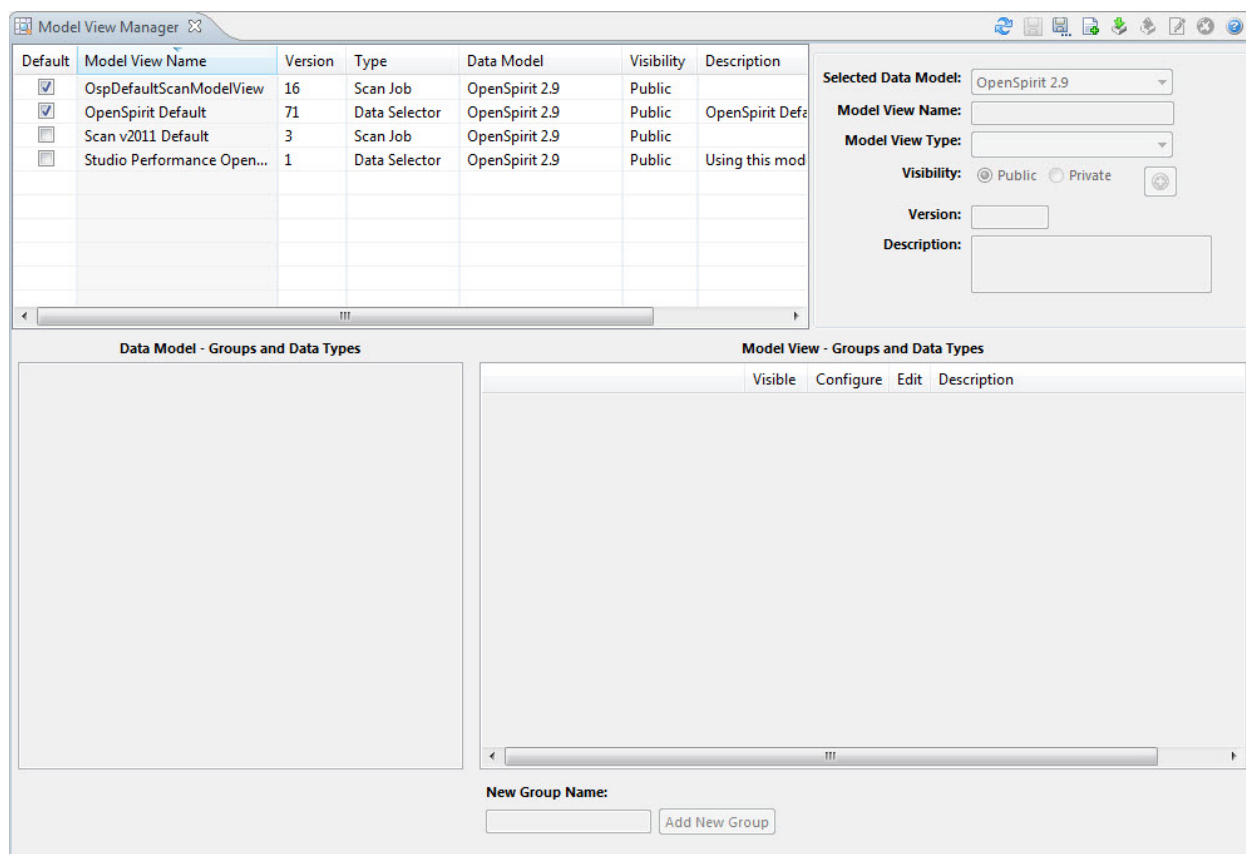 Model View Manager
Default Model View Name Version Type Data Model Visibility Description
OspDefaultScanModelView 16 Scan Job OpenSpirit 2.9 Public
OpenSpirit Default 71 Data Selector OpenSpirit 2.9 Public OpenSpirit Defa
Scan v2011 Default 3 Scan Job OpenSpirit 2.9 Public
Studio Performance Open... 1 Data Selector OpenSpirit 2.9 Public Using this mod
Selected Data Model: OpenSpirit 2.9
Model View Name:
Model View Type:
Visibility: Public Private
Version:
Description:
Data Model - Groups and Data Types
Model View - Groups and Data Types
Visible Configure Edit Description
New Group Name:
Add New Group